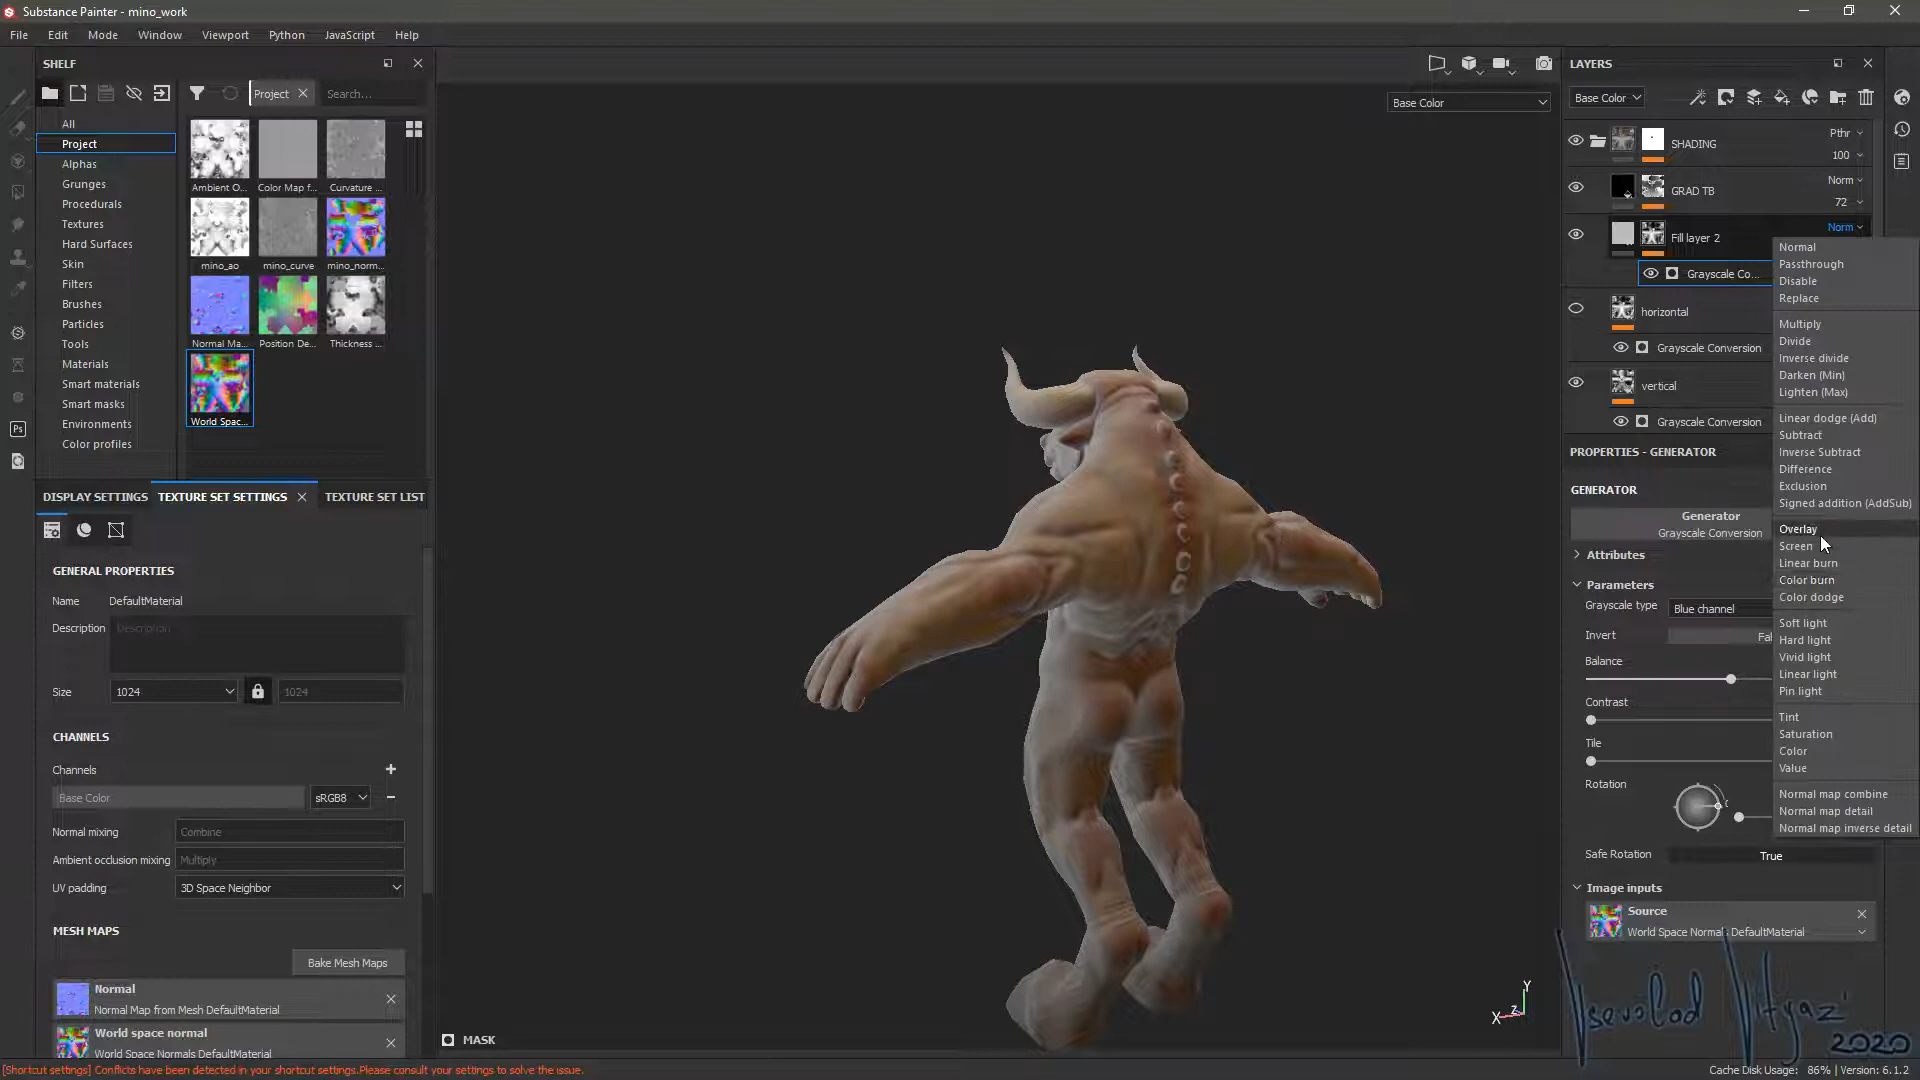 Substance Painter - mino_work
File Edit Mode Window Viewport Python JavaScript Help
SHELF
Project
Search...
All
Project
Alphas
Grunges
Procedurals
Textures
Hard Surfaces
Skin
Filters
Brushes
Particles
Tools
Materials
Smart materials
Smart masks
Environments
Color profiles
Ambient O... Color Map f... Curvature ...
mino_ao mino_curve mino_norm...
Normal Ma... Position De... Thickness ...
World Spac...
DISPLAY SETTINGS TEXTURE SET SETTINGS TEXTURE SET LIST
GENERAL PROPERTIES
Name DefaultMaterial
Description Description
Size 1024 1024
CHANNELS
Channels
Base Color sRGB8
Normal mixing Combine
Ambient occlusion mixing Multiply
UV padding 3D Space Neighbor
MESH MAPS
Bake Mesh Maps
Normal
Normal Map from Mesh DefaultMaterial
World space normal
World Space Normals DefaultMaterial
Base Color
MASK
Y
Z
X
LAYERS
Base Color
SHADING Pthr
100
GRAD TB Norm
72
Fill layer 2 Norm
Grayscale Co...
horizontal
Grayscale Conversion
vertical
Grayscale Conversion
Normal
Passthrough
Disable
Replace
Multiply
Divide
Inverse divide
Darken (Min)
Lighten (Max)
Linear dodge (Add)
Subtract
Inverse Subtract
Difference
Exclusion
Signed addition (AddSub)
Overlay
Screen
Linear burn
Color burn
Color dodge
Soft light
Hard light
Vivid light
Linear light
Pin light
Tint
Saturation
Color
Value
Normal map combine
Normal map detail
Normal map inverse detail
PROPERTIES - GENERATOR
GENERATOR
Generator
Grayscale Conversion
Attributes
Parameters
Grayscale type Blue channel
Invert
Balance
Contrast
Tile
Rotation
Safe Rotation True
Image inputs
Source
World Space Normals DefaultMaterial
Vsevolod Vityaz'
2020
[Shortcut settings] Conflicts have been detected in your shortcut settings.Please consult your settings to solve the issue.
Cache Disk Usage: 86% | Version: 6.1.2
Ps